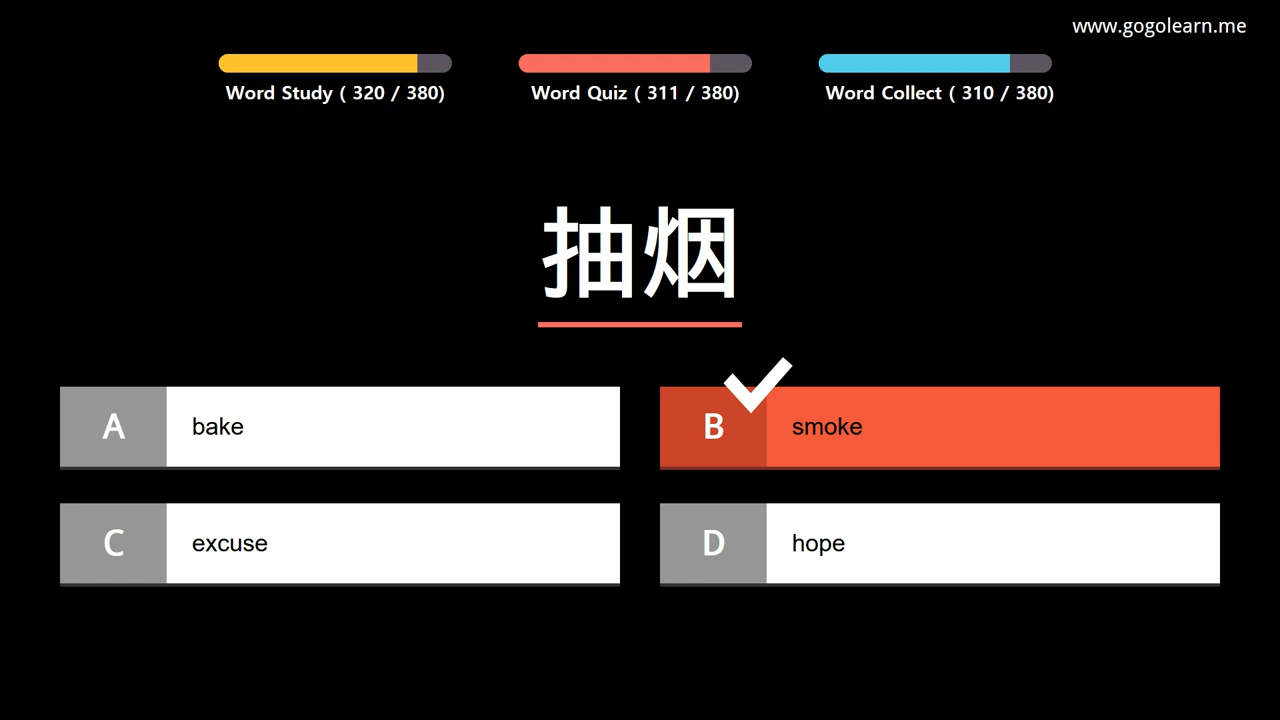 www.gogolearn.me
Word Study ( 320 / 380)
Word Quiz ( 311 / 380)
Word Collect ( 310 / 380)
抽烟
A bake
B smoke
C excuse
D hope